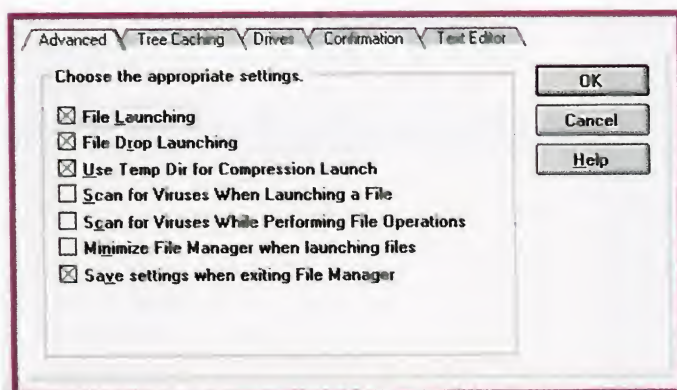 Advanced
Tree Caching
Drives
Confirmation
Text Editor
Choose the appropriate settings.
File Launching
File Drop Launching
Use Temp Dir for Compression Launch
Scan for Viruses When Launching a File
Scan for Viruses While Performing File Operations
Minimize File Manager when launching files
Save settings when exiting File Manager
OK
Cancel
Help